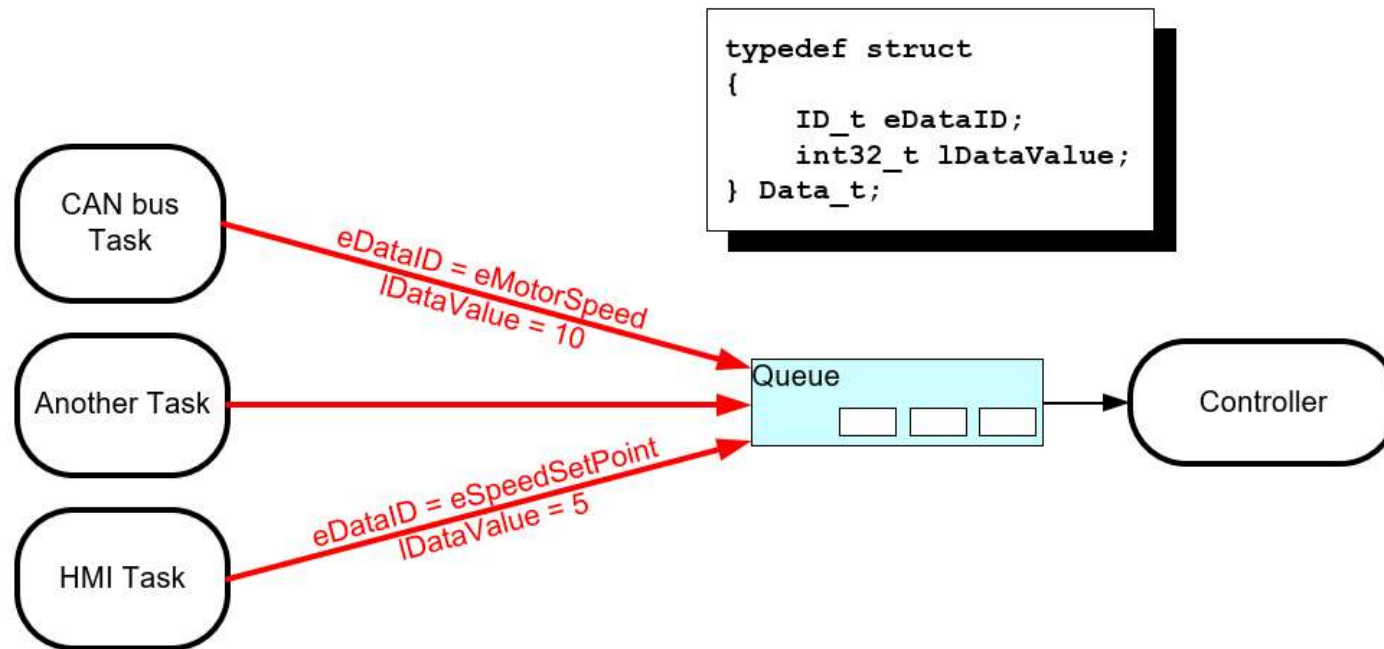 typedef struct
{
    ID_t eDataID;
    int32_t lDataValue;
} Data_t;
CAN bus
Task
eDataID = eMotorSpeed
lDataValue = 10
Another Task
Queue
Controller
eDataID = eSpeedSetPoint
lDataValue = 5
HMI Task